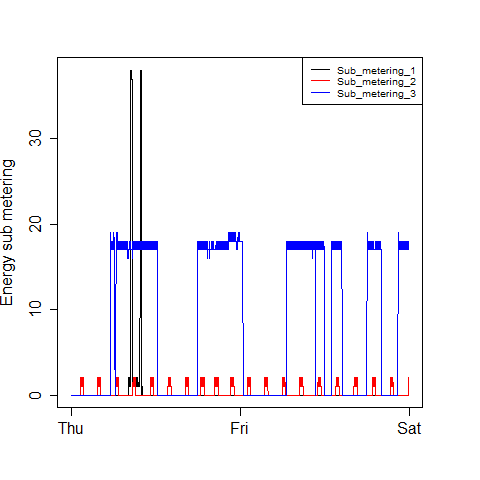 Sub_metering_1
Sub_metering_2
Sub_metering_3
Energy sub metering
30
20
10
0
Thu Fri Sat